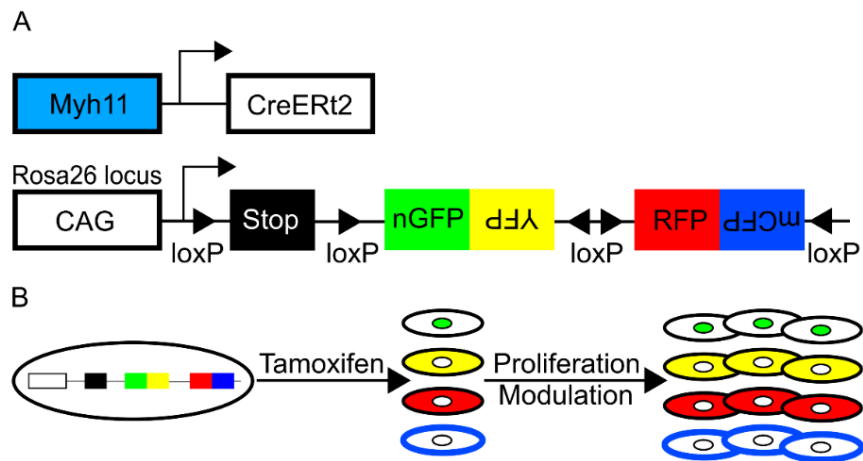 A
Myh11 CreERt2
Rosa26 locus
CAG Stop nGFP YFP RFP mCFP
loxP loxP loxP loxP
B
Tamoxifen Proliferation
Modulation